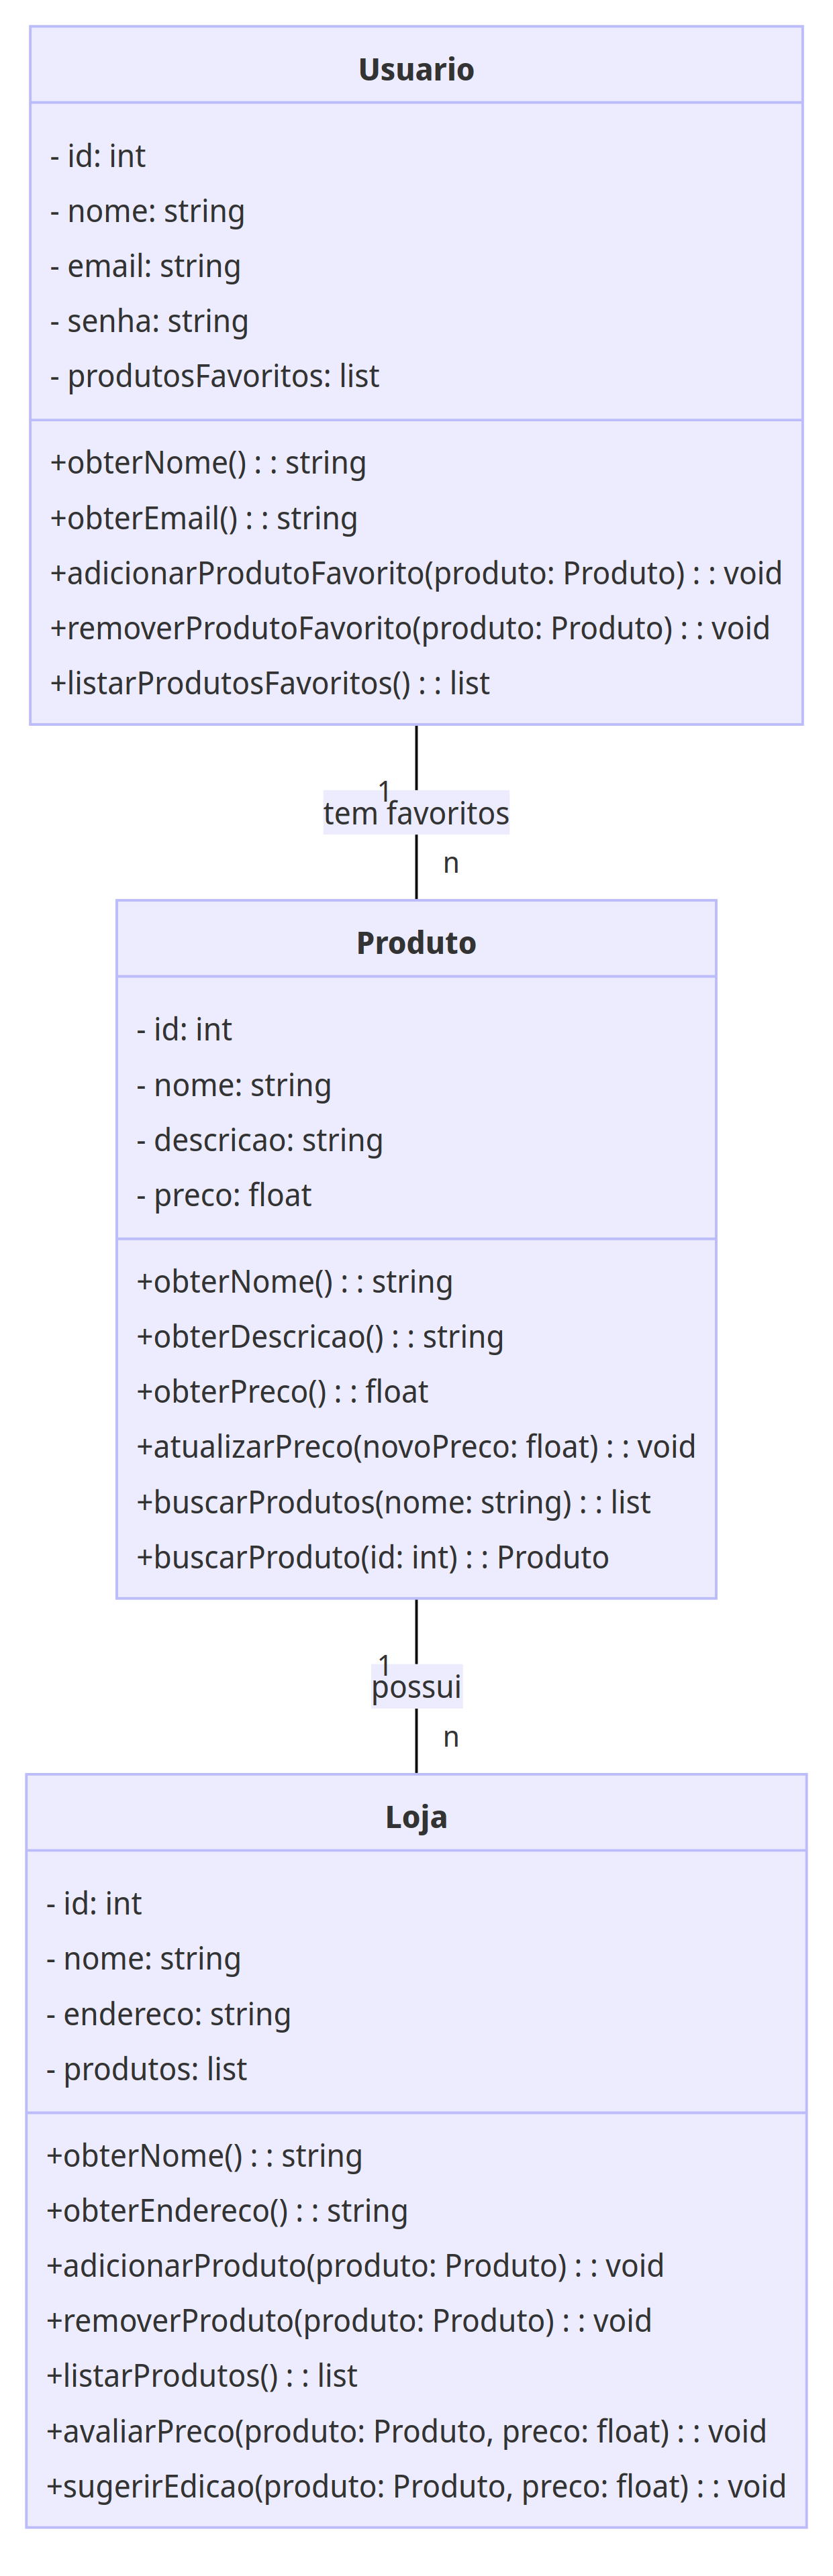 Usuario
- id: int
- nome: string
- email: string
- senha: string
- produtosFavoritos: list
+obterNome() : : string
+obterEmail() : : string
+adicionarProdutoFavorito(produto: Produto) : : void
+removerProdutoFavorito(produto: Produto) : : void
+listarProdutosFavoritos() : : list
1
tem favoritos
n
Produto
- id: int
- nome: string
- descricao: string
- preco: float
+obterNome() : : string
+obterDescricao() : : string
+obterPreco() : : float
+atualizarPreco(novoPreco: float) : : void
+buscarProdutos(nome: string) : : list
+buscarProduto(id: int) : : Produto
1
possui
n
Loja
- id: int
- nome: string
- endereco: string
- produtos: list
+obterNome() : : string
+obterEndereco() : : string
+adicionarProduto(produto: Produto) : : void
+removerProduto(produto: Produto) : : void
+listarProdutos() : : list
+avaliarPreco(produto: Produto, preco: float) : : void
+sugerirEdicao(produto: Produto, preco: float) : : void